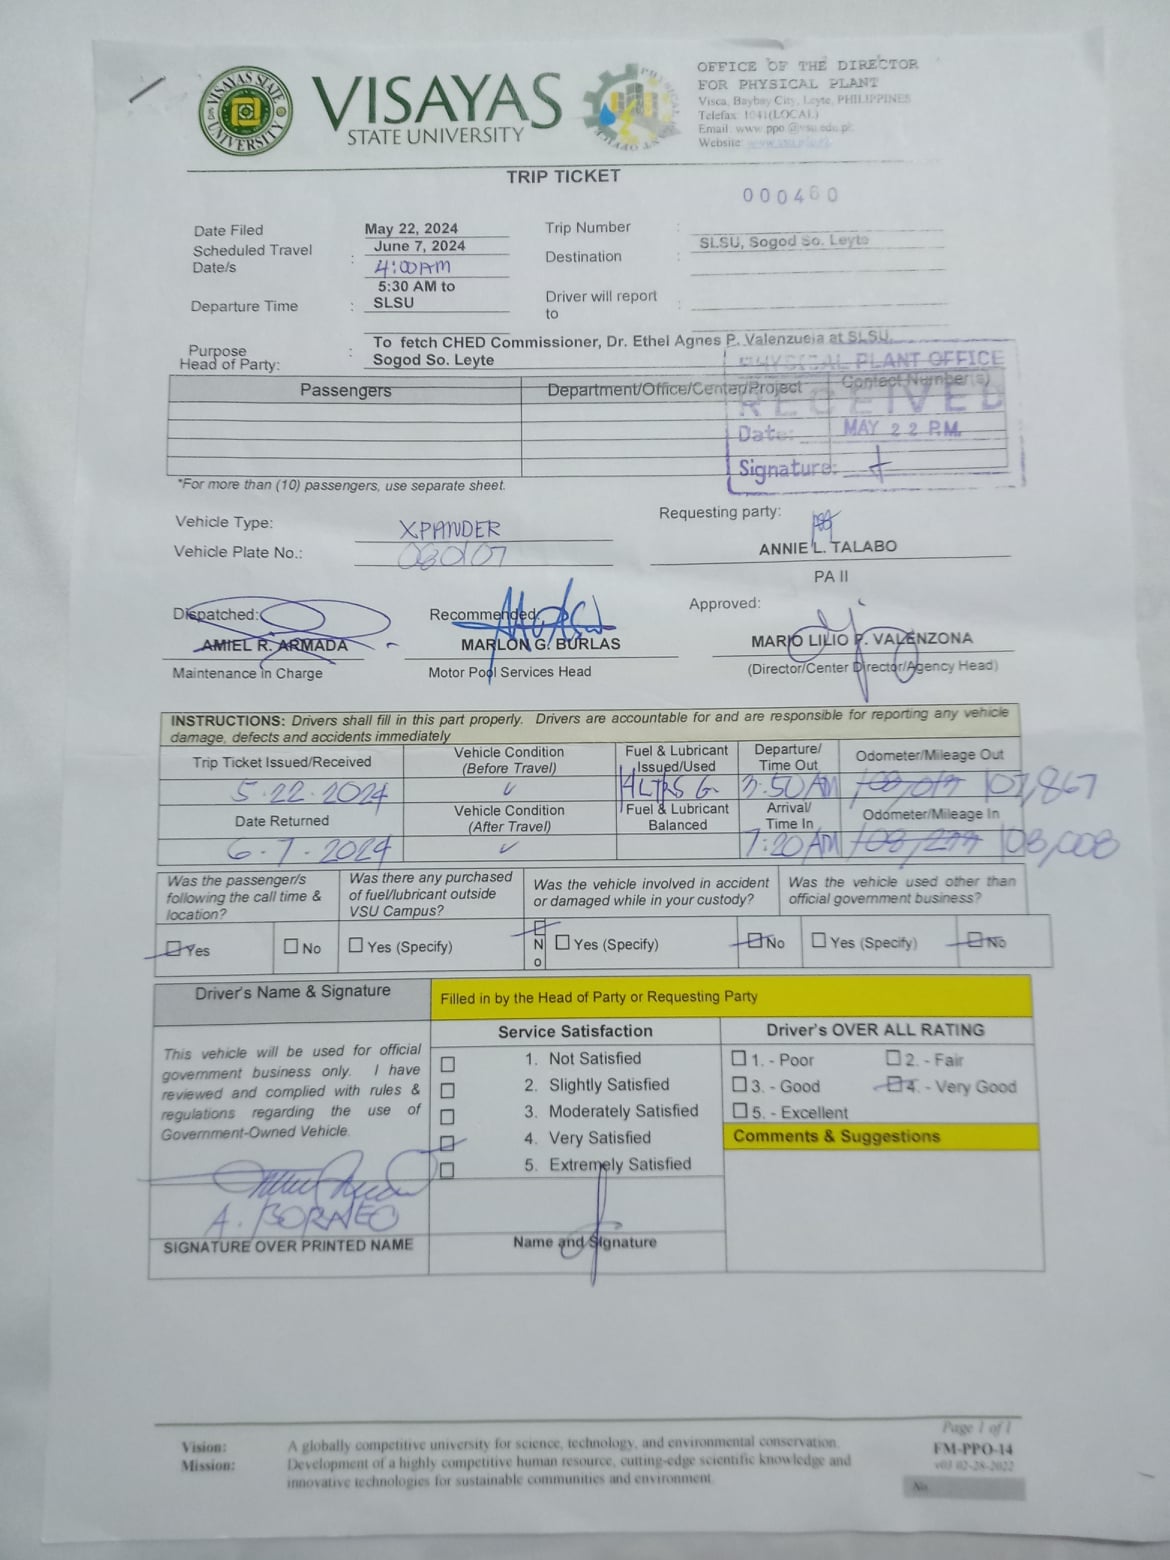 VISAYAS
STATE UNIVERSITY
VISAYAS STATE UNIVERSITY
OFFICE OF THE DIRECTOR
FOR PHYSICAL PLANT
Visca, Baybay City, Leyte, PHILIPPINES
Telefax: 1041(LOCAL)
Email: www.ppo.@vsu.edu.ph
Website:
TRIP TICKET
000480
Date Filed May 22, 2024 Trip Number :
Scheduled Travel Date/s : June 7, 2024 Destination : SLSU, Sogod So. Leyte
4:00AM
Departure Time : 5:30 AM to SLSU Driver will report to :
Purpose : To fetch CHED Commissioner, Dr. Ethel Agnes P. Valenzuela at SLSU,
Head of Party: Sogod So. Leyte
PHYSICAL PLANT OFFICE
RECEIVED
Date: MAY 22 P.M.
Signature:
Passengers Department/Office/Center/Project Contact Number(s)
*For more than (10) passengers, use separate sheet.
Vehicle Type: XPANDER Requesting party:
Vehicle Plate No.: ANNIE L. TALABO
PA II
Dispatched: Recommended: Approved:
AMIEL R. ARMADA MARLON G. BURLAS MARIO LILIO P. VALENZONA
Maintenance in Charge Motor Pool Services Head (Director/Center Director/Agency Head)
INSTRUCTIONS: Drivers shall fill in this part properly. Drivers are accountable for and are responsible for reporting any vehicle
damage, defects and accidents immediately
Trip Ticket Issued/Received Vehicle Condition (Before Travel) Fuel & Lubricant Issued/Used Departure/ Time Out Odometer/Mileage Out
5-22-2024 ✓ 3:50AM 107,867
Date Returned Vehicle Condition (After Travel) Fuel & Lubricant Balanced Arrival/ Time In Odometer/Mileage In
6-7-2024 ✓ 7:20AM 108,008
Was the passenger/s following the call time & location? Was there any purchased of fuel/lubricant outside VSU Campus? Was the vehicle involved in accident or damaged while in your custody? Was the vehicle used other than official government business?
Yes No Yes (Specify) No Yes (Specify) No Yes (Specify) No
Driver's Name & Signature Filled in by the Head of Party or Requesting Party
Service Satisfaction Driver's OVER ALL RATING
This vehicle will be used for official
government business only. I have
reviewed and complied with rules &
regulations regarding the use of
Government-Owned Vehicle.
1. Not Satisfied
2. Slightly Satisfied
3. Moderately Satisfied
4. Very Satisfied
5. Extremely Satisfied
1. - Poor 2. - Fair
3. - Good 4. - Very Good
5. - Excellent
Comments & Suggestions
A. BORNEO
SIGNATURE OVER PRINTED NAME Name and Signature
Page 1 of 1
Vision: A globally competitive university for science, technology, and environmental conservation.
Mission: Development of a highly competitive human resource, cutting-edge scientific knowledge and
innovative technologies for sustainable communities and environment.
FM-PPO-14
v03 02-28-2022
No.